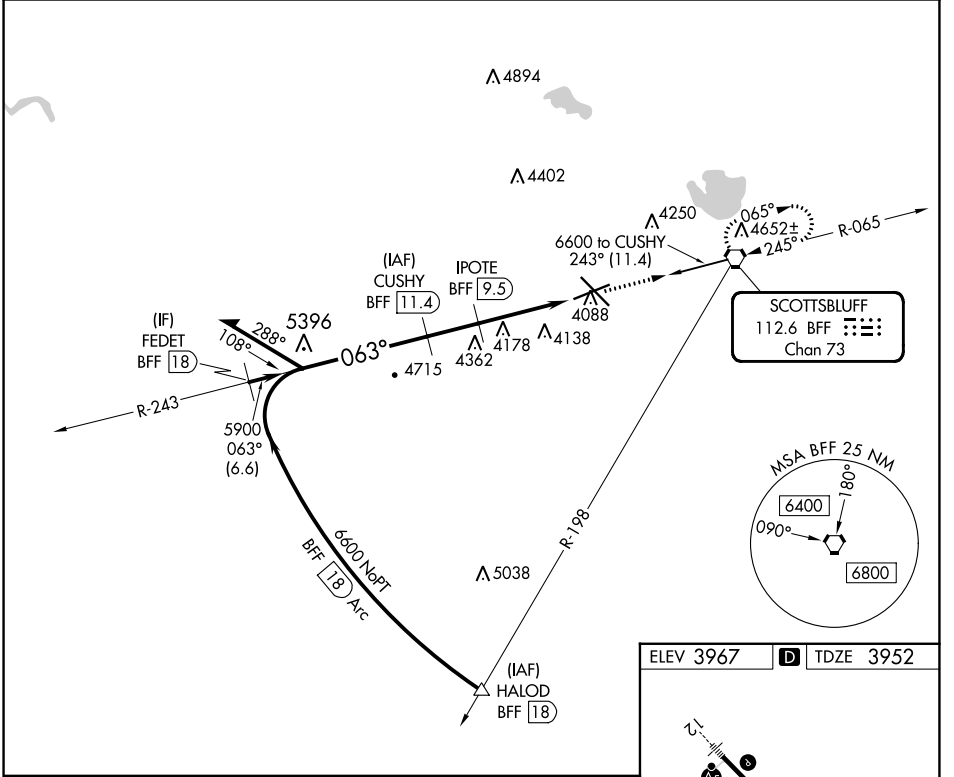 4894
4402
4250
065°
4652±
245°
R-065
6600 to CUSHY
243° (11.4)
(IAF)
CUSHY
BFF 11.4
IPOTE
BFF 9.5
4088
SCOTTSBLUFF
112.6 BFF
Chan 73
(IF)
FEDET
BFF 18
288°
108°
5396
063°
4362
4178
4138
4715
R-243
5900
063°
(6.6)
MSA BFF 25 NM
180°
6400
090°
6800
R-198
6600 NoPT
BFF 18 Arc
5038
(IAF)
HALOD
BFF 18
ELEV 3967
D
TDZE 3952
12
P